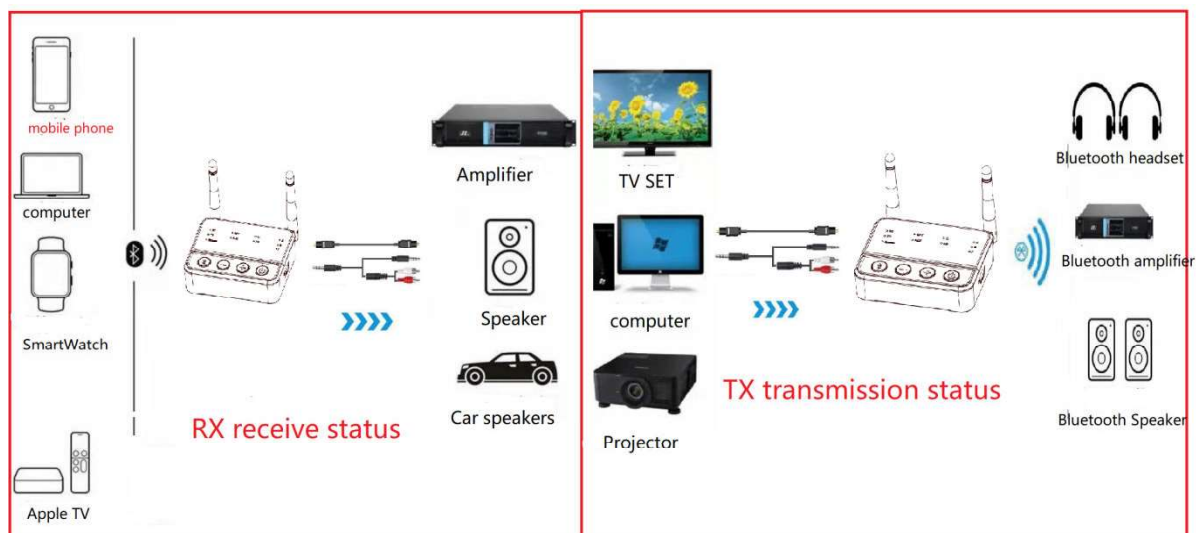 mobile phone
computer
SmartWatch
Apple TV
RX receive status
Amplifier
Speaker
Car speakers
TV SET
computer
Projector
TX transmission status
Bluetooth headset
Bluetooth amplifier
Bluetooth Speaker